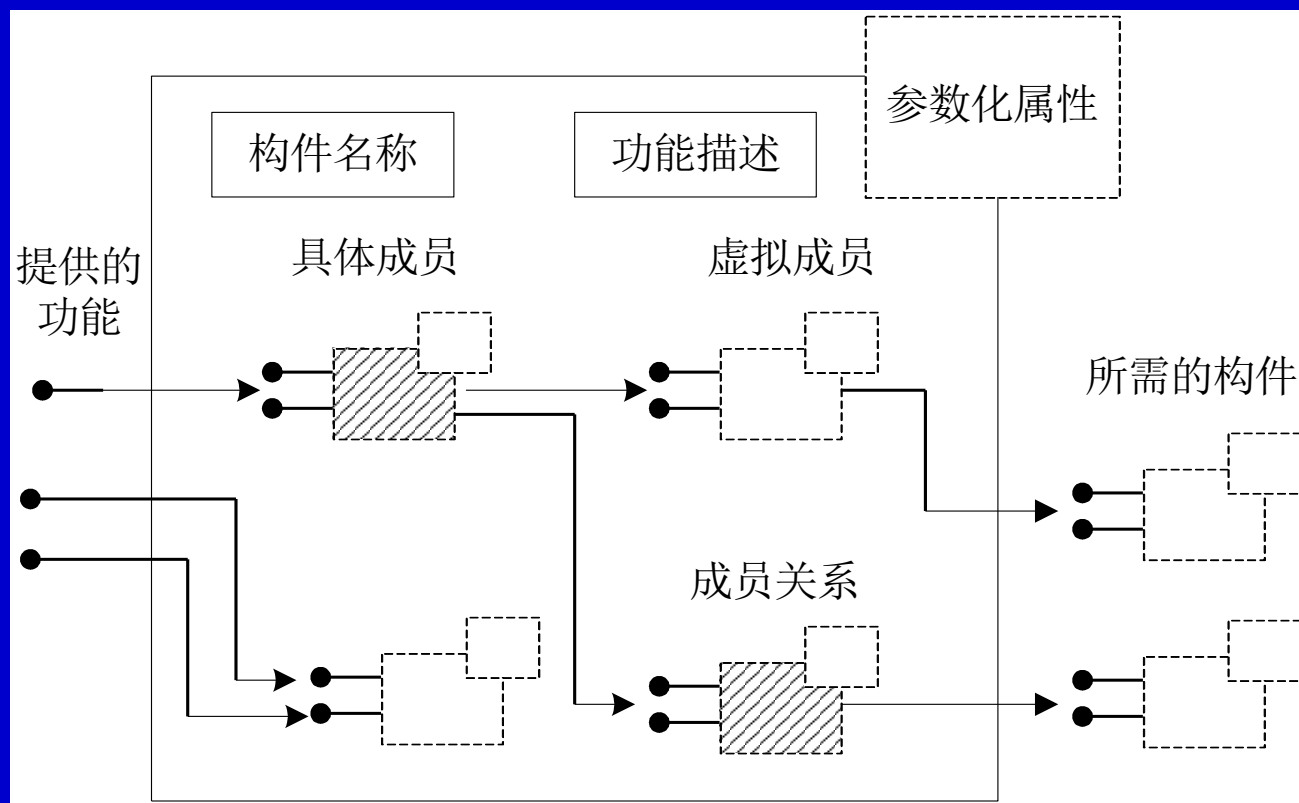 参数化属性
构件名称
功能描述
提供的
功能
具体成员
虚拟成员
所需的构件
成员关系